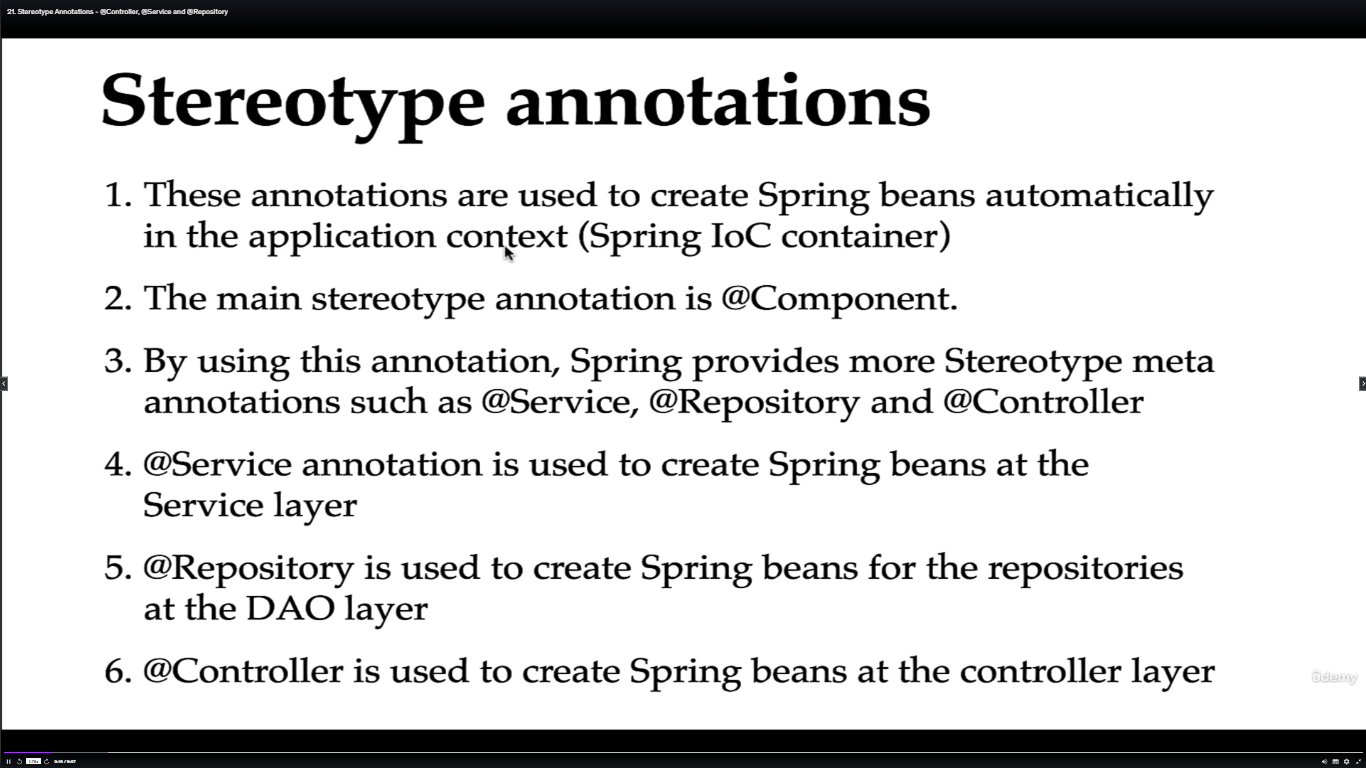 21. Stereotype Annotations - @Controller, @Service and @Repository
Stereotype annotations
1. These annotations are used to create Spring beans automatically
in the application context (Spring IoC container)
2. The main stereotype annotation is @Component.
3. By using this annotation, Spring provides more Stereotype meta
annotations such as @Service, @Repository and @Controller
4. @Service annotation is used to create Spring beans at the
Service layer
5. @Repository is used to create Spring beans for the repositories
at the DAO layer
6. @Controller is used to create Spring beans at the controller layer
ûdemy